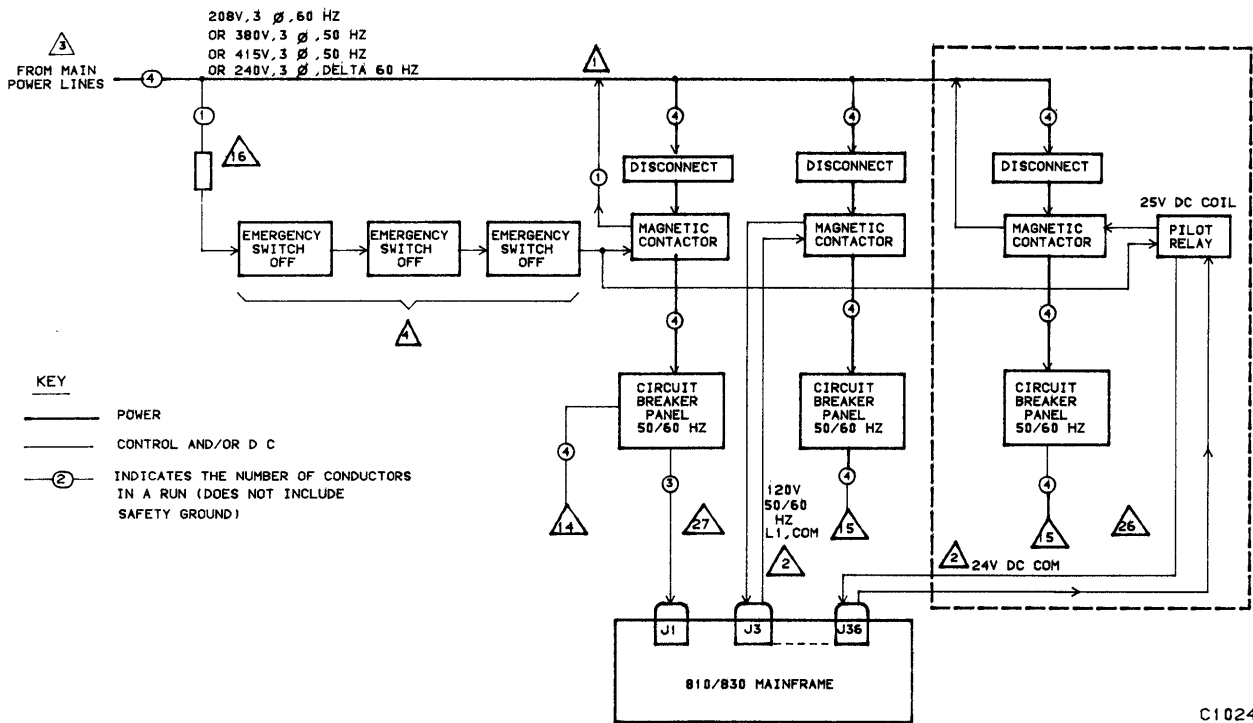 208V,3 Ø,60 HZ
OR 380V,3 Ø,50 HZ
OR 415V,3 Ø,50 HZ
OR 240V,3 Ø,DELTA 60 HZ
3
FROM MAIN
POWER LINES
4
1
1
16
4
4
4
DISCONNECT
DISCONNECT
DISCONNECT
1
25V DC COIL
EMERGENCY
SWITCH
OFF
EMERGENCY
SWITCH
OFF
EMERGENCY
SWITCH
OFF
MAGNETIC
CONTACTOR
MAGNETIC
CONTACTOR
MAGNETIC
CONTACTOR
PILOT
RELAY
4
4
4
4
KEY
POWER
CONTROL AND/OR D C
2
INDICATES THE NUMBER OF CONDUCTORS
IN A RUN (DOES NOT INCLUDE
SAFETY GROUND)
CIRCUIT
BREAKER
PANEL
50/60 HZ
CIRCUIT
BREAKER
PANEL
50/60 HZ
CIRCUIT
BREAKER
PANEL
50/60 HZ
4
3
4
4
14
27
120V
50/60
HZ
L1,COM
2
15
15
26
2
24V DC COM
J1
J3
J36
810/830 MAINFRAME
C1024